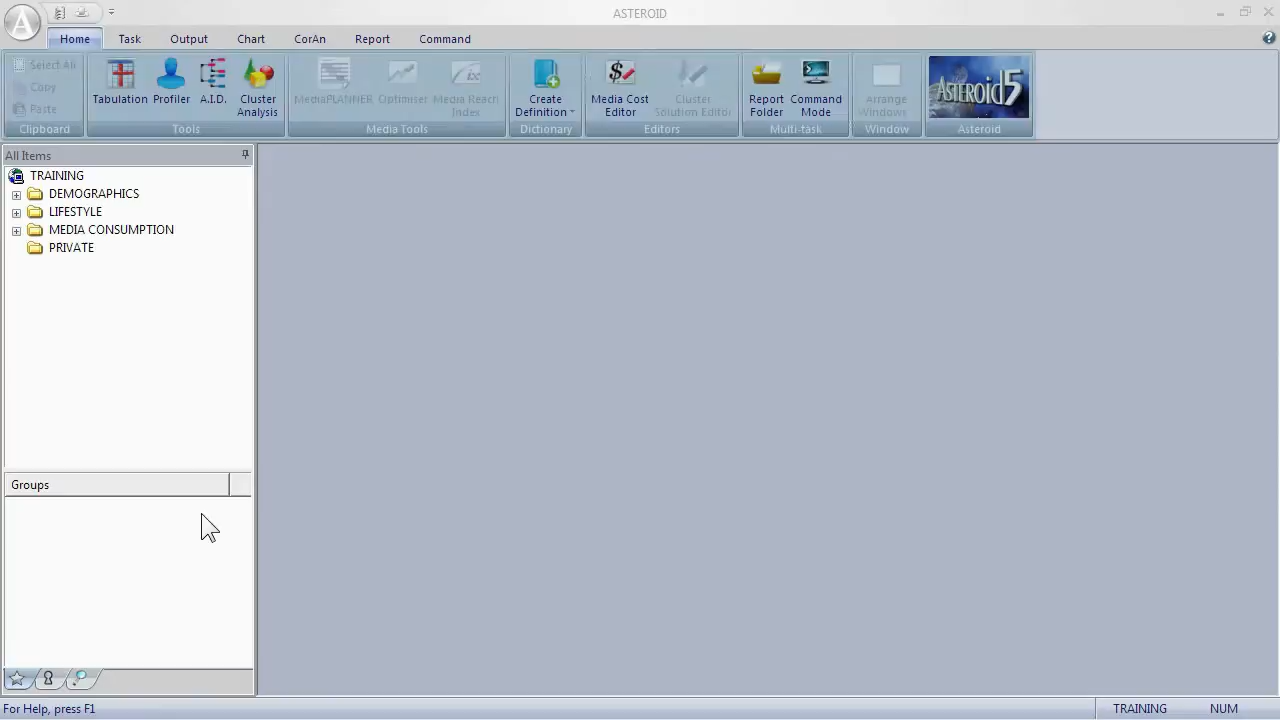 ASTEROID
Home Task Output Chart CorAn Report Command
Select All
Copy
Paste
Clipboard
Tabulation Profiler A.I.D. Cluster Analysis
Tools
MediaPLANNER Optimiser Media Reach Index
Media Tools
Create Definition
Dictionary
Media Cost Editor Cluster Solution Editor
Editors
Report Folder Command Mode
Multi-task
Arrange Windows
Window
ASTEROID5
Asteroid
All Items
TRAINING
DEMOGRAPHICS
LIFESTYLE
MEDIA CONSUMPTION
PRIVATE
Groups
For Help, press F1 TRAINING NUM